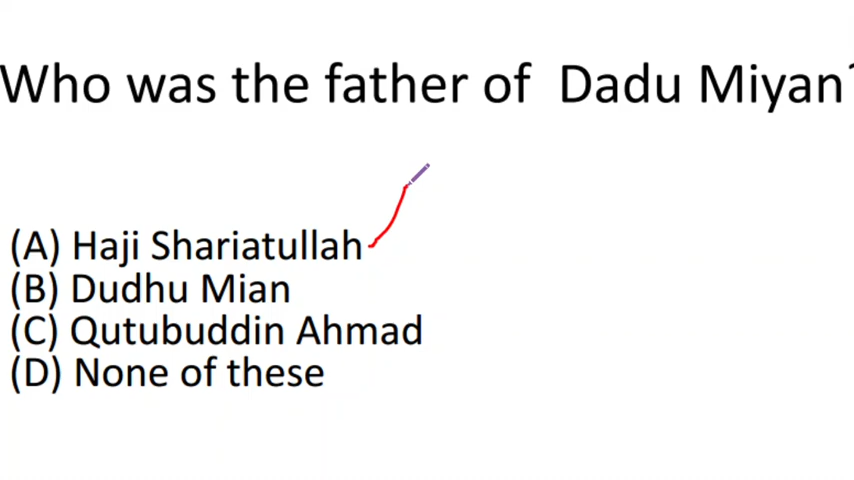 Who was the father of Dadu Miyan?
(A) Haji Shariatullah
(B) Dudhu Mian
(C) Qutubuddin Ahmad
(D) None of these